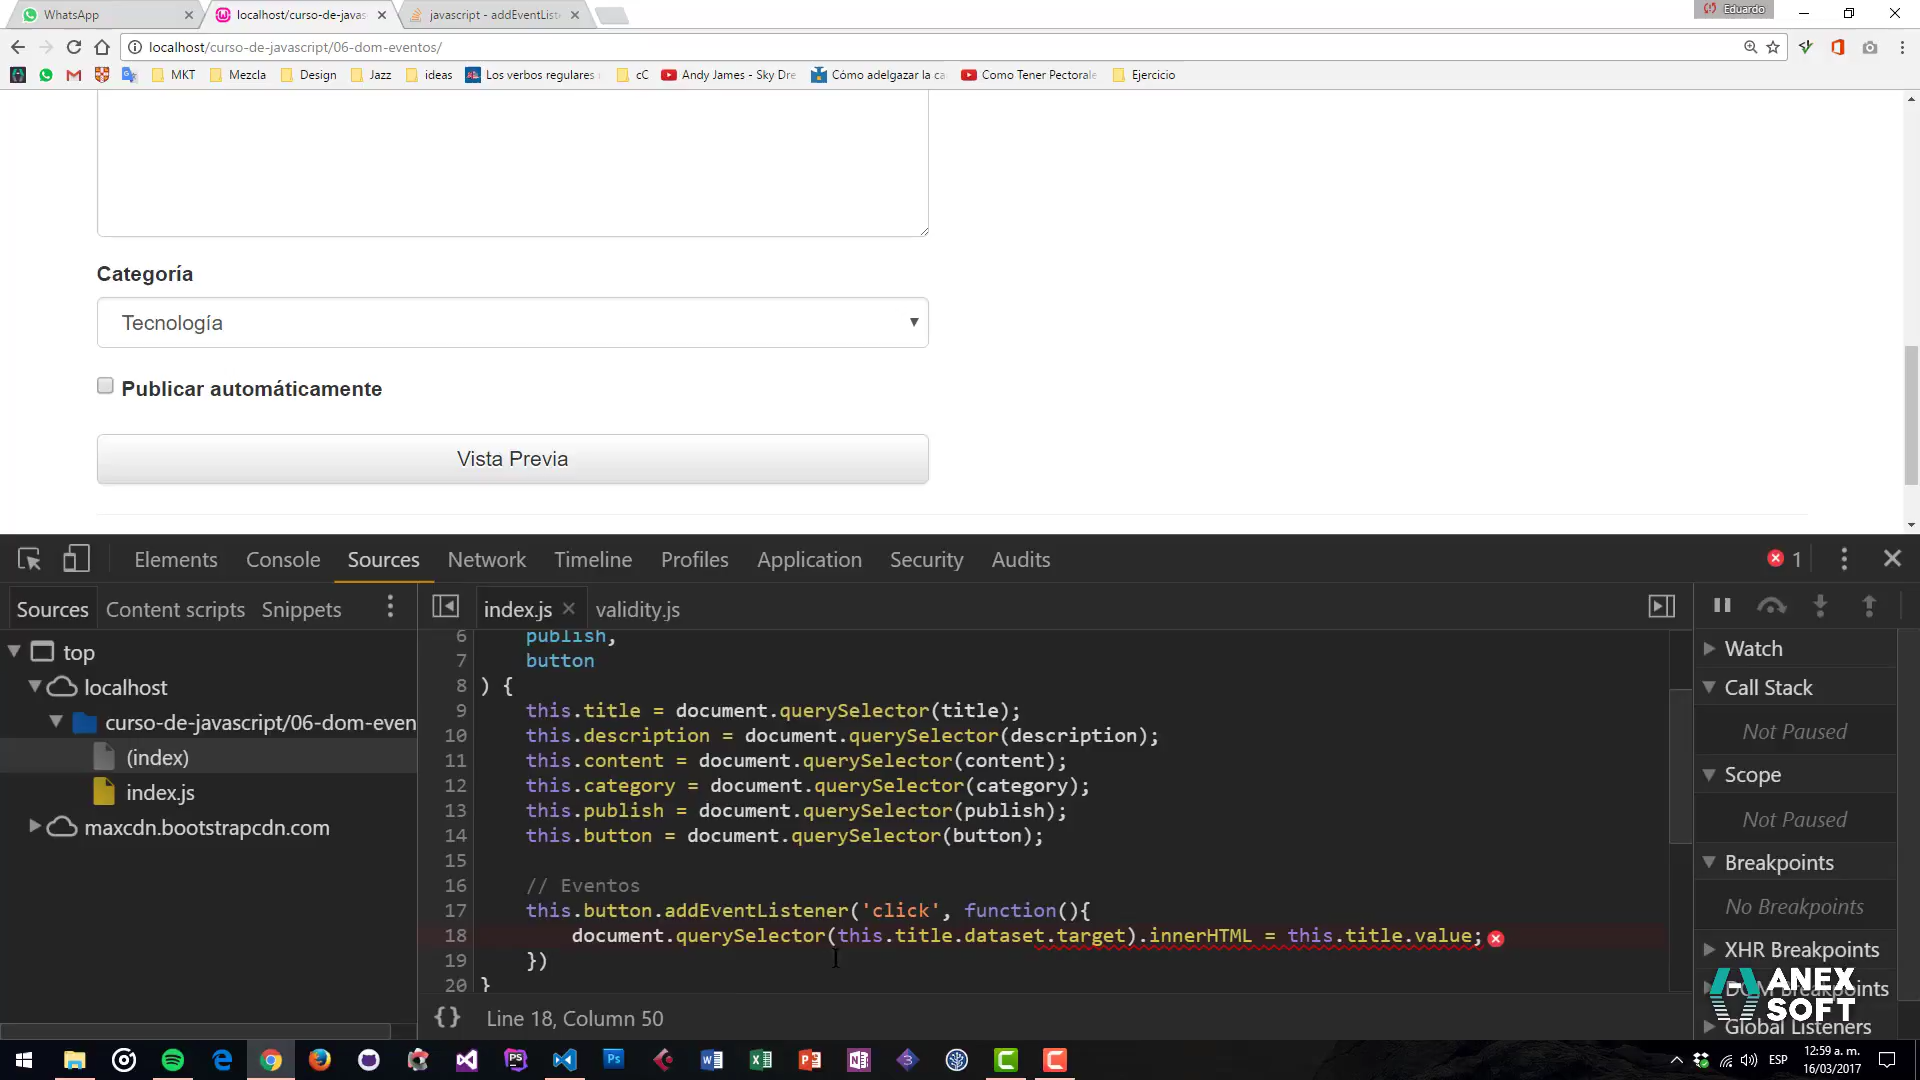 WhatsApp
localhost/curso-de-javas
javascript - addEventList
Eduardo
localhost/curso-de-javascript/06-dom-eventos/
MKT Mezcla Design Jazz ideas Los verbos regulares cC Andy James - Sky Dre Cómo adelgazar la ca Como Tener Pectorale Ejercicio
Categoría
Tecnología
Publicar automáticamente
Vista Previa
Elements Console Sources Network Timeline Profiles Application Security Audits 1
Sources Content scripts Snippets
index.js validity.js
top
localhost
curso-de-javascript/06-dom-even
(index)
index.js
maxcdn.bootstrapcdn.com
6 publish,
7 button
8 ) {
9 this.title = document.querySelector(title);
10 this.description = document.querySelector(description);
11 this.content = document.querySelector(content);
12 this.category = document.querySelector(category);
13 this.publish = document.querySelector(publish);
14 this.button = document.querySelector(button);
15
16 // Eventos
17 this.button.addEventListener('click', function(){
18 document.querySelector(this.title.dataset.target).innerHTML = this.title.value;
19 })
20 }
{} Line 18, Column 50
Watch
Call Stack
Not Paused
Scope
Not Paused
Breakpoints
No Breakpoints
XHR Breakpoints
DOM Breakpoints
Global Listeners
ANEX
SOFT
ESP
12:59 a. m.
16/03/2017